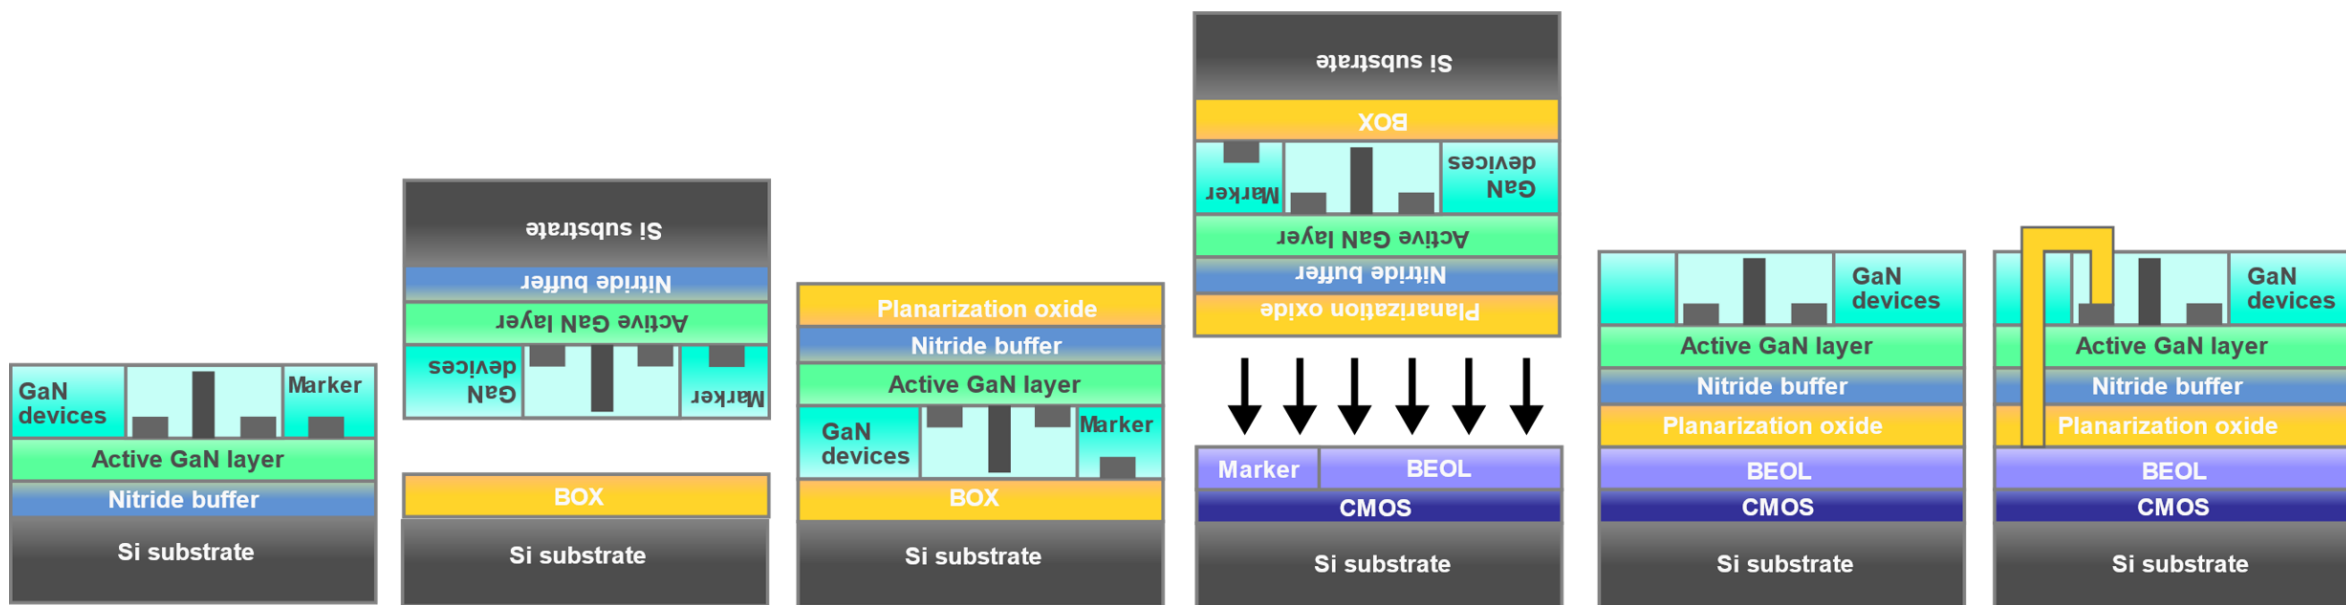 GaN
devices
Marker
Active GaN layer
Nitride buffer
Si substrate
Si substrate
Nitride buffer
Active GaN layer
GaN
devices
Marker
BOX
Si substrate
Planarization oxide
Nitride buffer
Active GaN layer
GaN
devices
Marker
BOX
Si substrate
Si substrate
BOX
Marker
GaN
devices
Active GaN layer
Nitride buffer
Planarization oxide
Marker
BEOL
CMOS
Si substrate
GaN
devices
Active GaN layer
Nitride buffer
Planarization oxide
BEOL
CMOS
Si substrate
GaN
devices
Active GaN layer
Nitride buffer
Planarization oxide
BEOL
CMOS
Si substrate